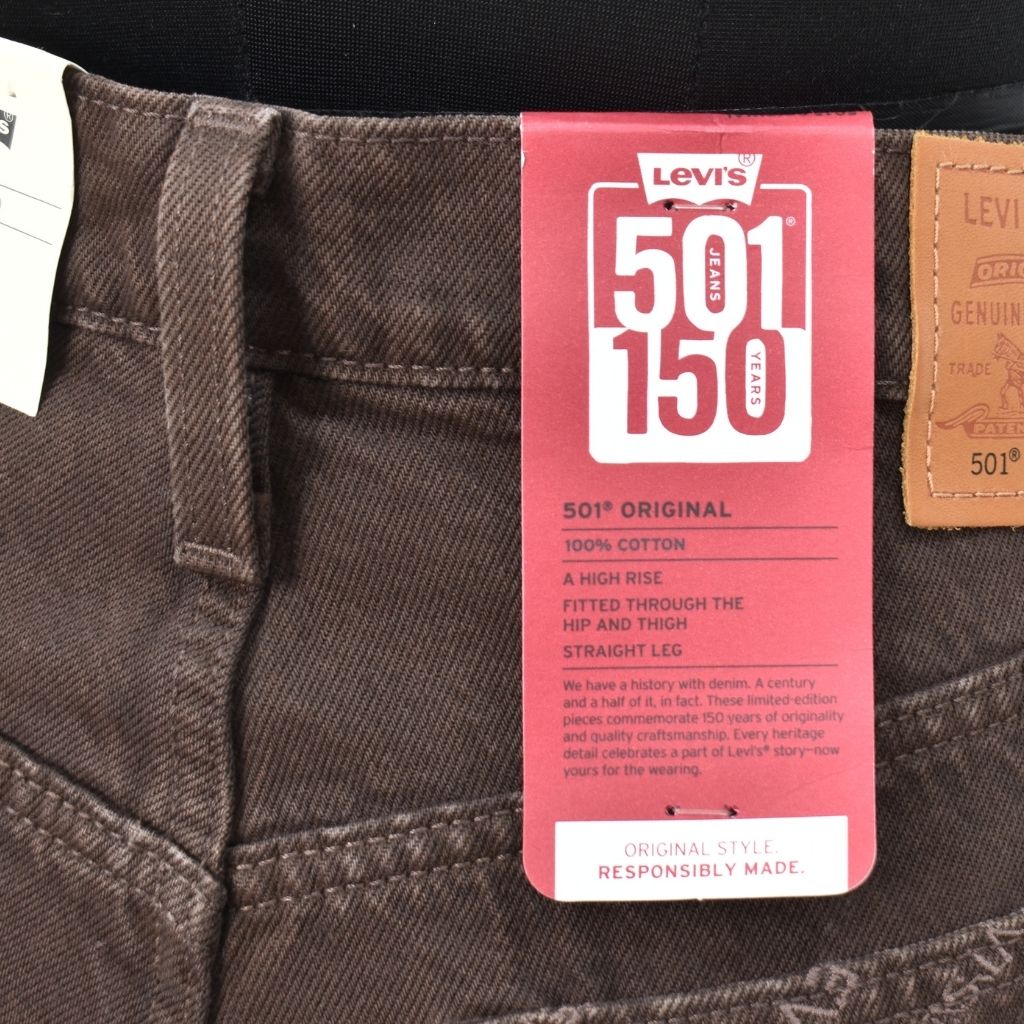 Levi's®
501®
JEANS
150
YEARS
501® ORIGINAL
100% COTTON
A HIGH RISE
FITTED THROUGH THE
HIP AND THIGH
STRAIGHT LEG
We have a history with denim. A century
and a half of it, in fact. These limited-edition
pieces commemorate 150 years of originality
and quality craftsmanship. Every heritage
detail celebrates a part of Levi's® story—now
yours for the wearing.
ORIGINAL STYLE.
RESPONSIBLY MADE.
LEVI
ORIG
GENUIN
TRADE
PATEN
501®